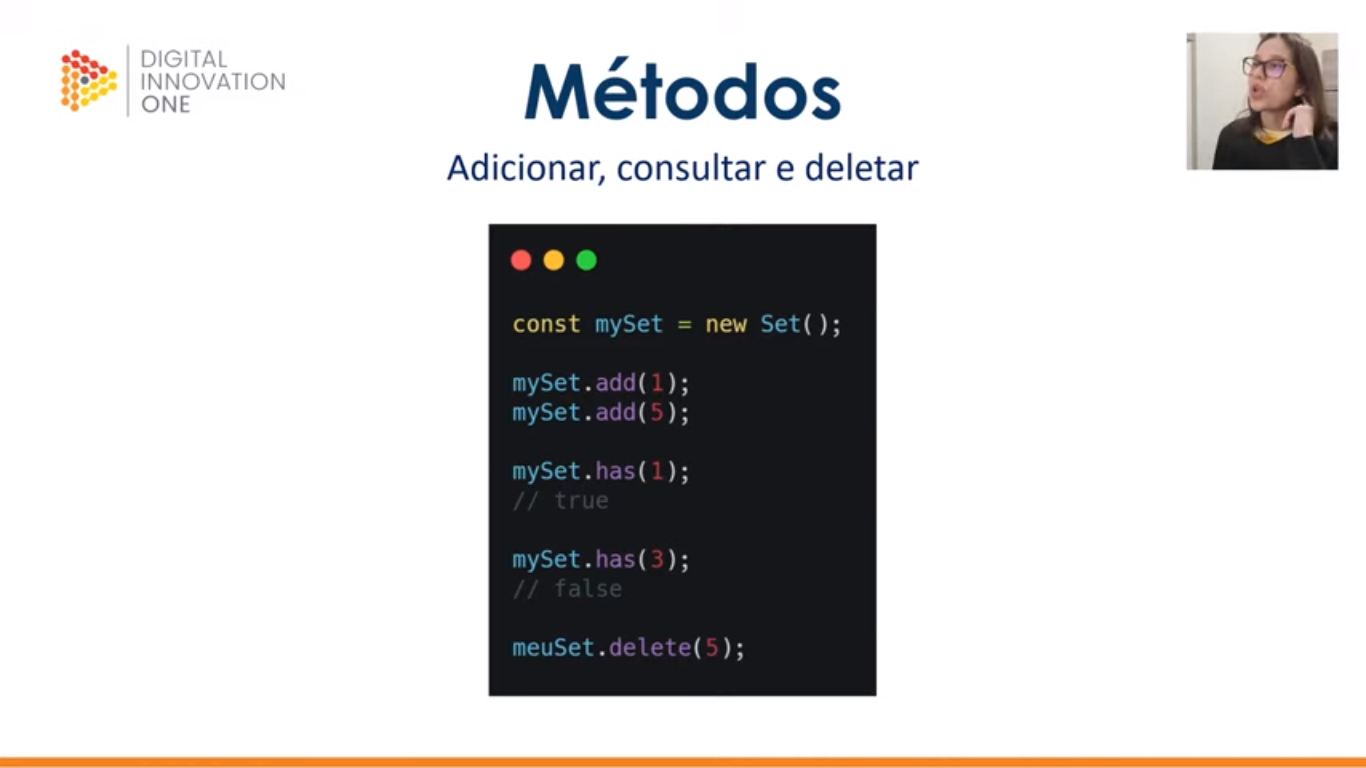 DIGITAL
INNOVATION
ONE
Métodos
Adicionar, consultar e deletar
const mySet = new Set();
mySet.add(1);
mySet.add(5);
mySet.has(1);
// true
mySet.has(3);
// false
meuSet.delete(5);